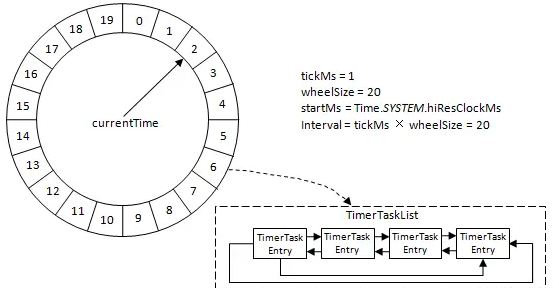 0
1
2
3
4
5
6
7
8
9
10
11
12
13
14
15
16
17
18
19
currentTime
tickMs = 1
wheelSize = 20
startMs = Time.SYSTEM.hiResClockMs
Interval = tickMs × wheelSize = 20
TimerTaskList
TimerTask
Entry
TimerTask
Entry
TimerTask
Entry
TimerTask
Entry